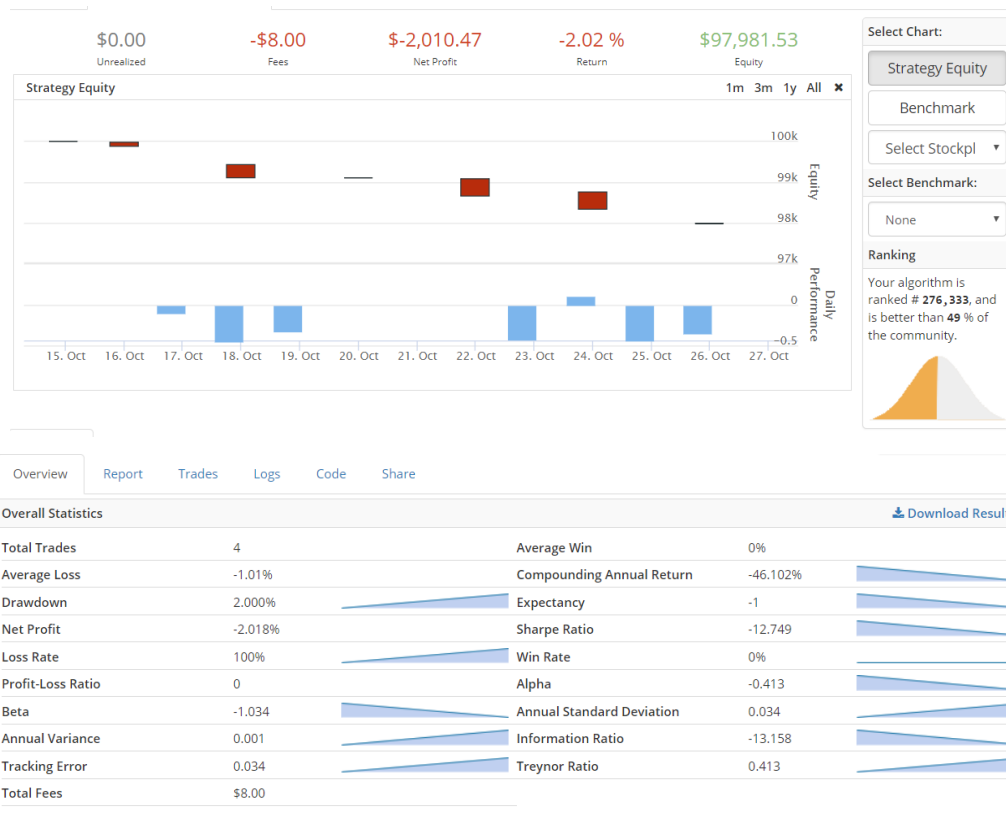 $0.00 -$8.00 $-2,010.47 -2.02 % $97,981.53
Unrealized Fees Net Profit Return Equity
Strategy Equity 1m 3m 1y All ✖
100k
99k
98k
97k
Equity
0
-0.5
Daily
Performance
15. Oct 16. Oct 17. Oct 18. Oct 19. Oct 20. Oct 21. Oct 22. Oct 23. Oct 24. Oct 25. Oct 26. Oct 27. Oct
Select Chart:
Strategy Equity
Benchmark
Select Stockpl
Select Benchmark:
None
Ranking
Your algorithm is
ranked # 276,333, and
is better than 49 % of
the community.
Overview Report Trades Logs Code Share
Overall Statistics Download Resul
Total Trades 4 Average Win 0%
Average Loss -1.01% Compounding Annual Return -46.102%
Drawdown 2.000% Expectancy -1
Net Profit -2.018% Sharpe Ratio -12.749
Loss Rate 100% Win Rate 0%
Profit-Loss Ratio 0 Alpha -0.413
Beta -1.034 Annual Standard Deviation 0.034
Annual Variance 0.001 Information Ratio -13.158
Tracking Error 0.034 Treynor Ratio 0.413
Total Fees $8.00